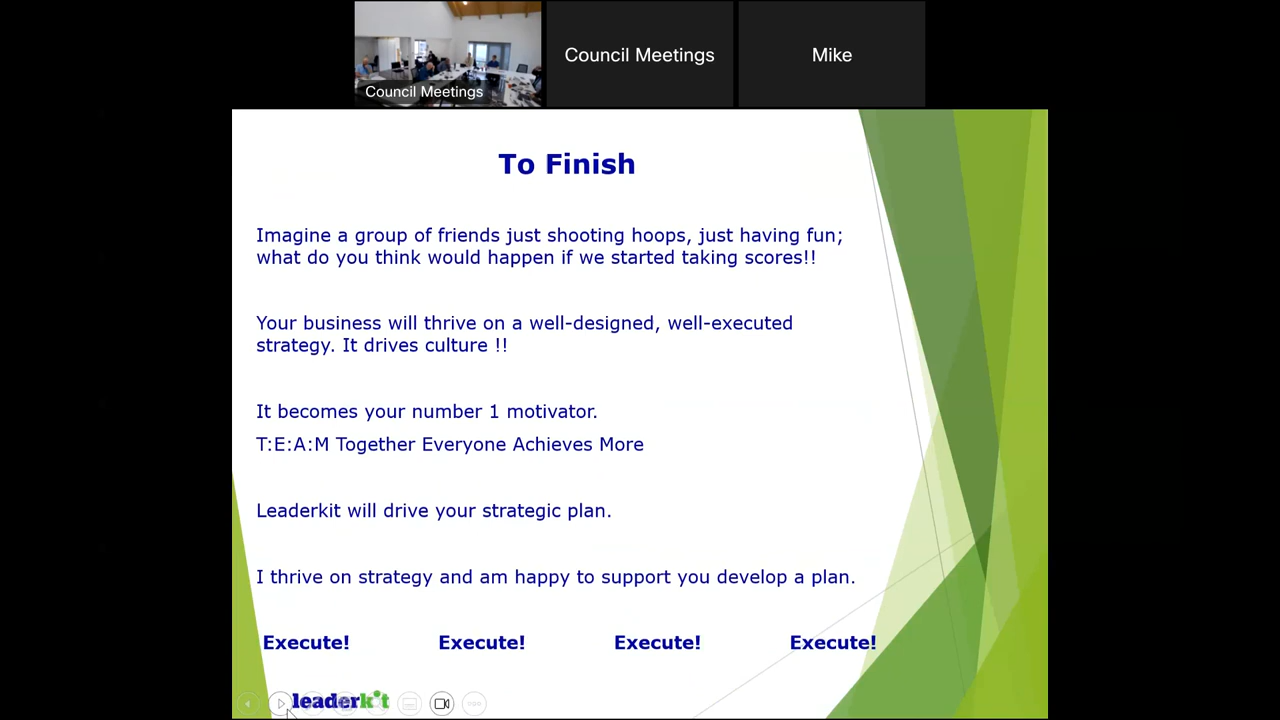 Council Meetings
Council Meetings
Mike
To Finish
Imagine a group of friends just shooting hoops, just having fun;
what do you think would happen if we started taking scores!!
Your business will thrive on a well-designed, well-executed
strategy. It drives culture !!
It becomes your number 1 motivator.
T:E:A:M Together Everyone Achieves More
Leaderkit will drive your strategic plan.
I thrive on strategy and am happy to support you develop a plan.
Execute! Execute! Execute! Execute!
leaderkit